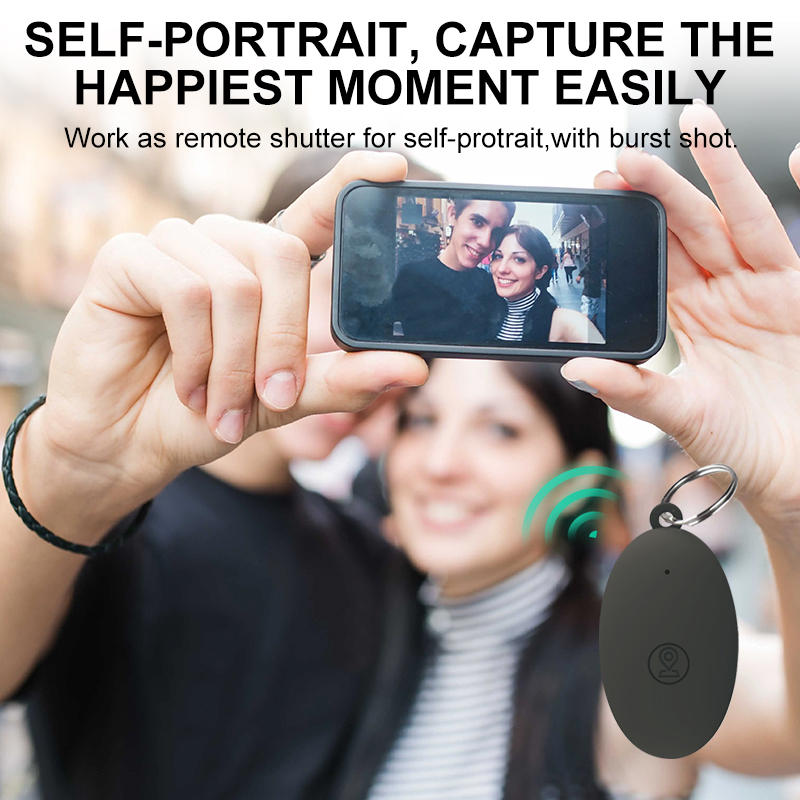 SELF-PORTRAIT, CAPTURE THE
HAPPIEST MOMENT EASILY
Work as remote shutter for self-protrait,with burst shot.